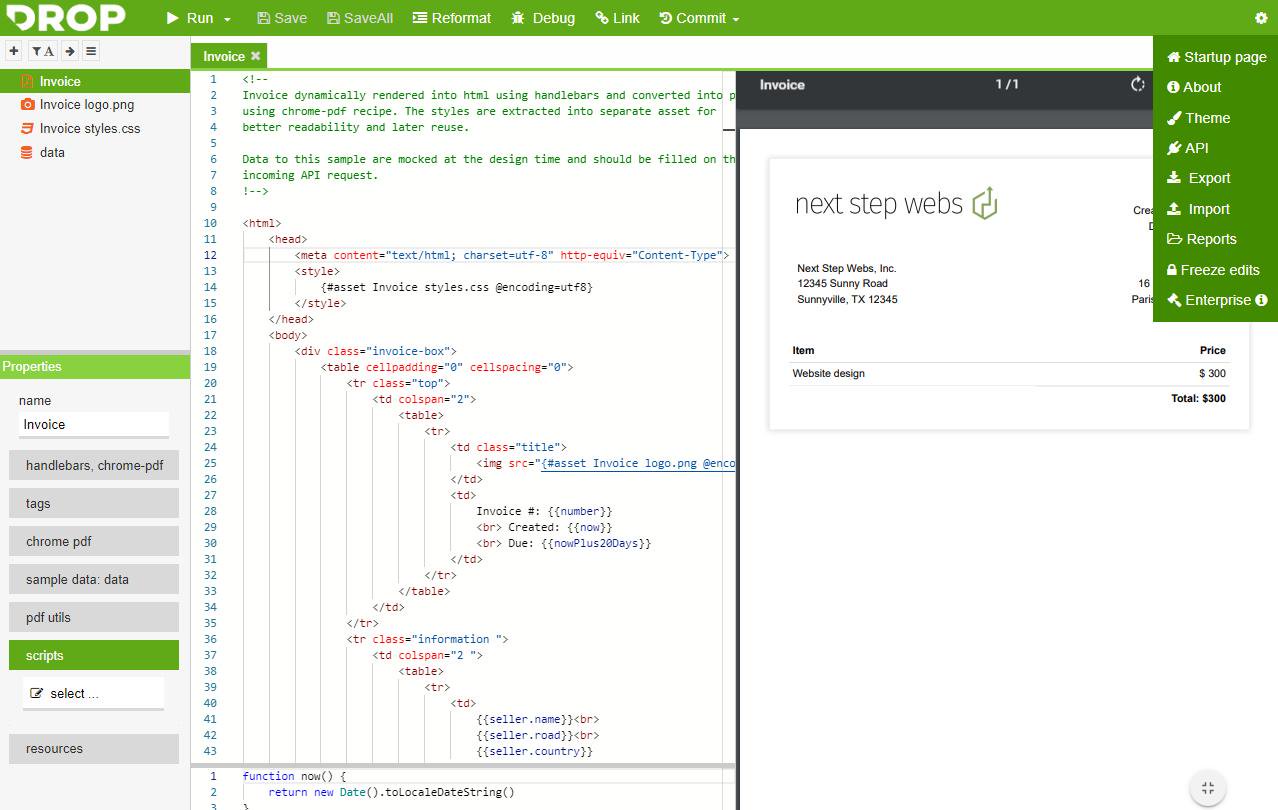 DROP
Run
Save
SaveAll
Reformat
Debug
Link
Commit
A
Invoice
Invoice logo.png
Invoice styles.css
data
Properties
name
Invoice
handlebars, chrome-pdf
tags
chrome pdf
sample data: data
pdf utils
scripts
select ...
resources
Invoice
1 <!--
2 Invoice dynamically rendered into html using handlebars and converted into p
3 using chrome-pdf recipe. The styles are extracted into separate asset for
4 better readability and later reuse.
5
6 Data to this sample are mocked at the design time and should be filled on th
7 incoming API request.
8 !-->
9
10 <html>
11 <head>
12 <meta content="text/html; charset=utf-8" http-equiv="Content-Type">
13 <style>
14 {#asset Invoice styles.css @encoding=utf8}
15 </style>
16 </head>
17 <body>
18 <div class="invoice-box">
19 <table cellpadding="0" cellspacing="0">
20 <tr class="top">
21 <td colspan="2">
22 <table>
23 <tr>
24 <td class="title">
25 <img src="{#asset Invoice logo.png @enco
26 </td>
27 <td>
28 Invoice #: {{number}}
29 <br> Created: {{now}}
30 <br> Due: {{nowPlus20Days}}
31 </td>
32 </tr>
33 </table>
34 </td>
35 </tr>
36 <tr class="information ">
37 <td colspan="2 ">
38 <table>
39 <tr>
40 <td>
41 {{seller.name}}<br>
42 {{seller.road}}<br>
43 {{seller.country}}
1 function now() {
2 return new Date().toLocaleDateString()
3 }
Invoice
1 / 1
next step webs
Crea
D
Next Step Webs, Inc.
12345 Sunny Road
16
Sunnyville, TX 12345
Paris
Item Price
Website design $ 300
Total: $300
Startup page
About
Theme
API
Export
Import
Reports
Freeze edits
Enterprise